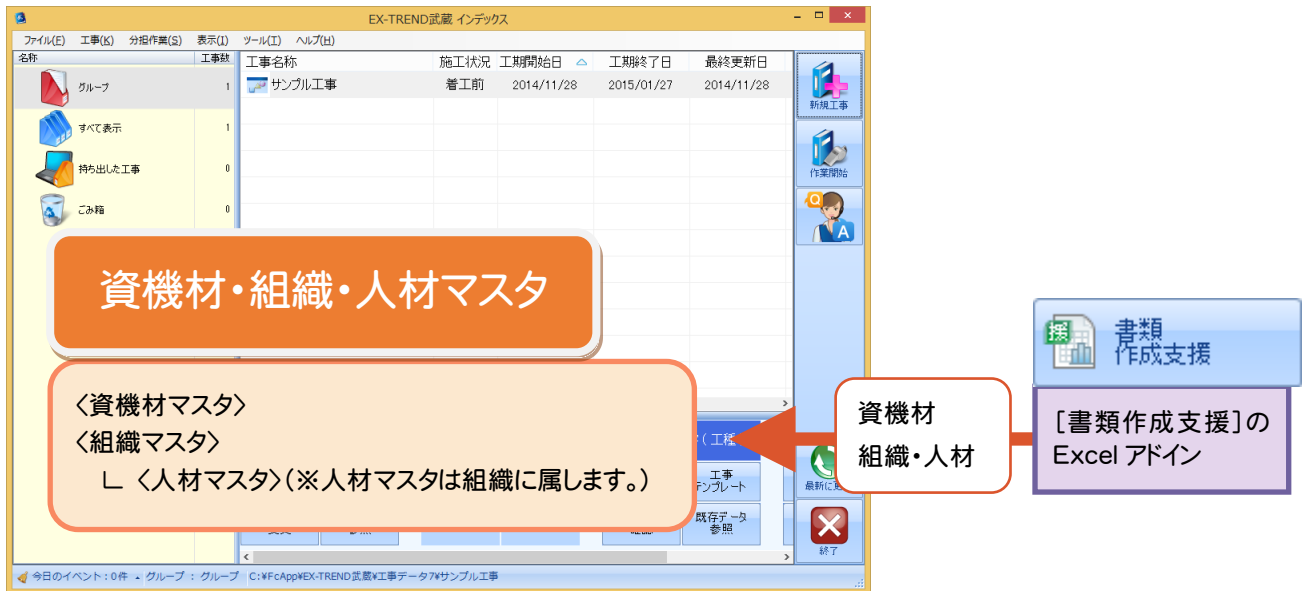 EX-TREND武蔵 インデックス
ファイル(F) 工事(K) 分担作業(S) 表示(I) ツール(T) ヘルプ(H)
名称 工事数
グループ 1
すべて表示 1
持ち出した工事 0
ごみ箱 0
工事名称 施工状況 工期開始日 工期終了日 最終更新日
サンプル工事 着工前 2014/11/28 2015/01/27 2014/11/28
新規工事
作業開始
Q
A
資機材・組織・人材マスタ
〈資機材マスタ〉
〈組織マスタ〉
∟〈人材マスタ〉(※人材マスタは組織に属します。)
(工種
工事
テンプレート
既存データ
参照
終了
資機材
組織・人材
援
書類
作成支援
[書類作成支援]の
Excel アドイン
今日のイベント:0件 グループ : グループ C:¥FcApp¥EX-TREND武蔵¥工事データ7¥サンプル工事